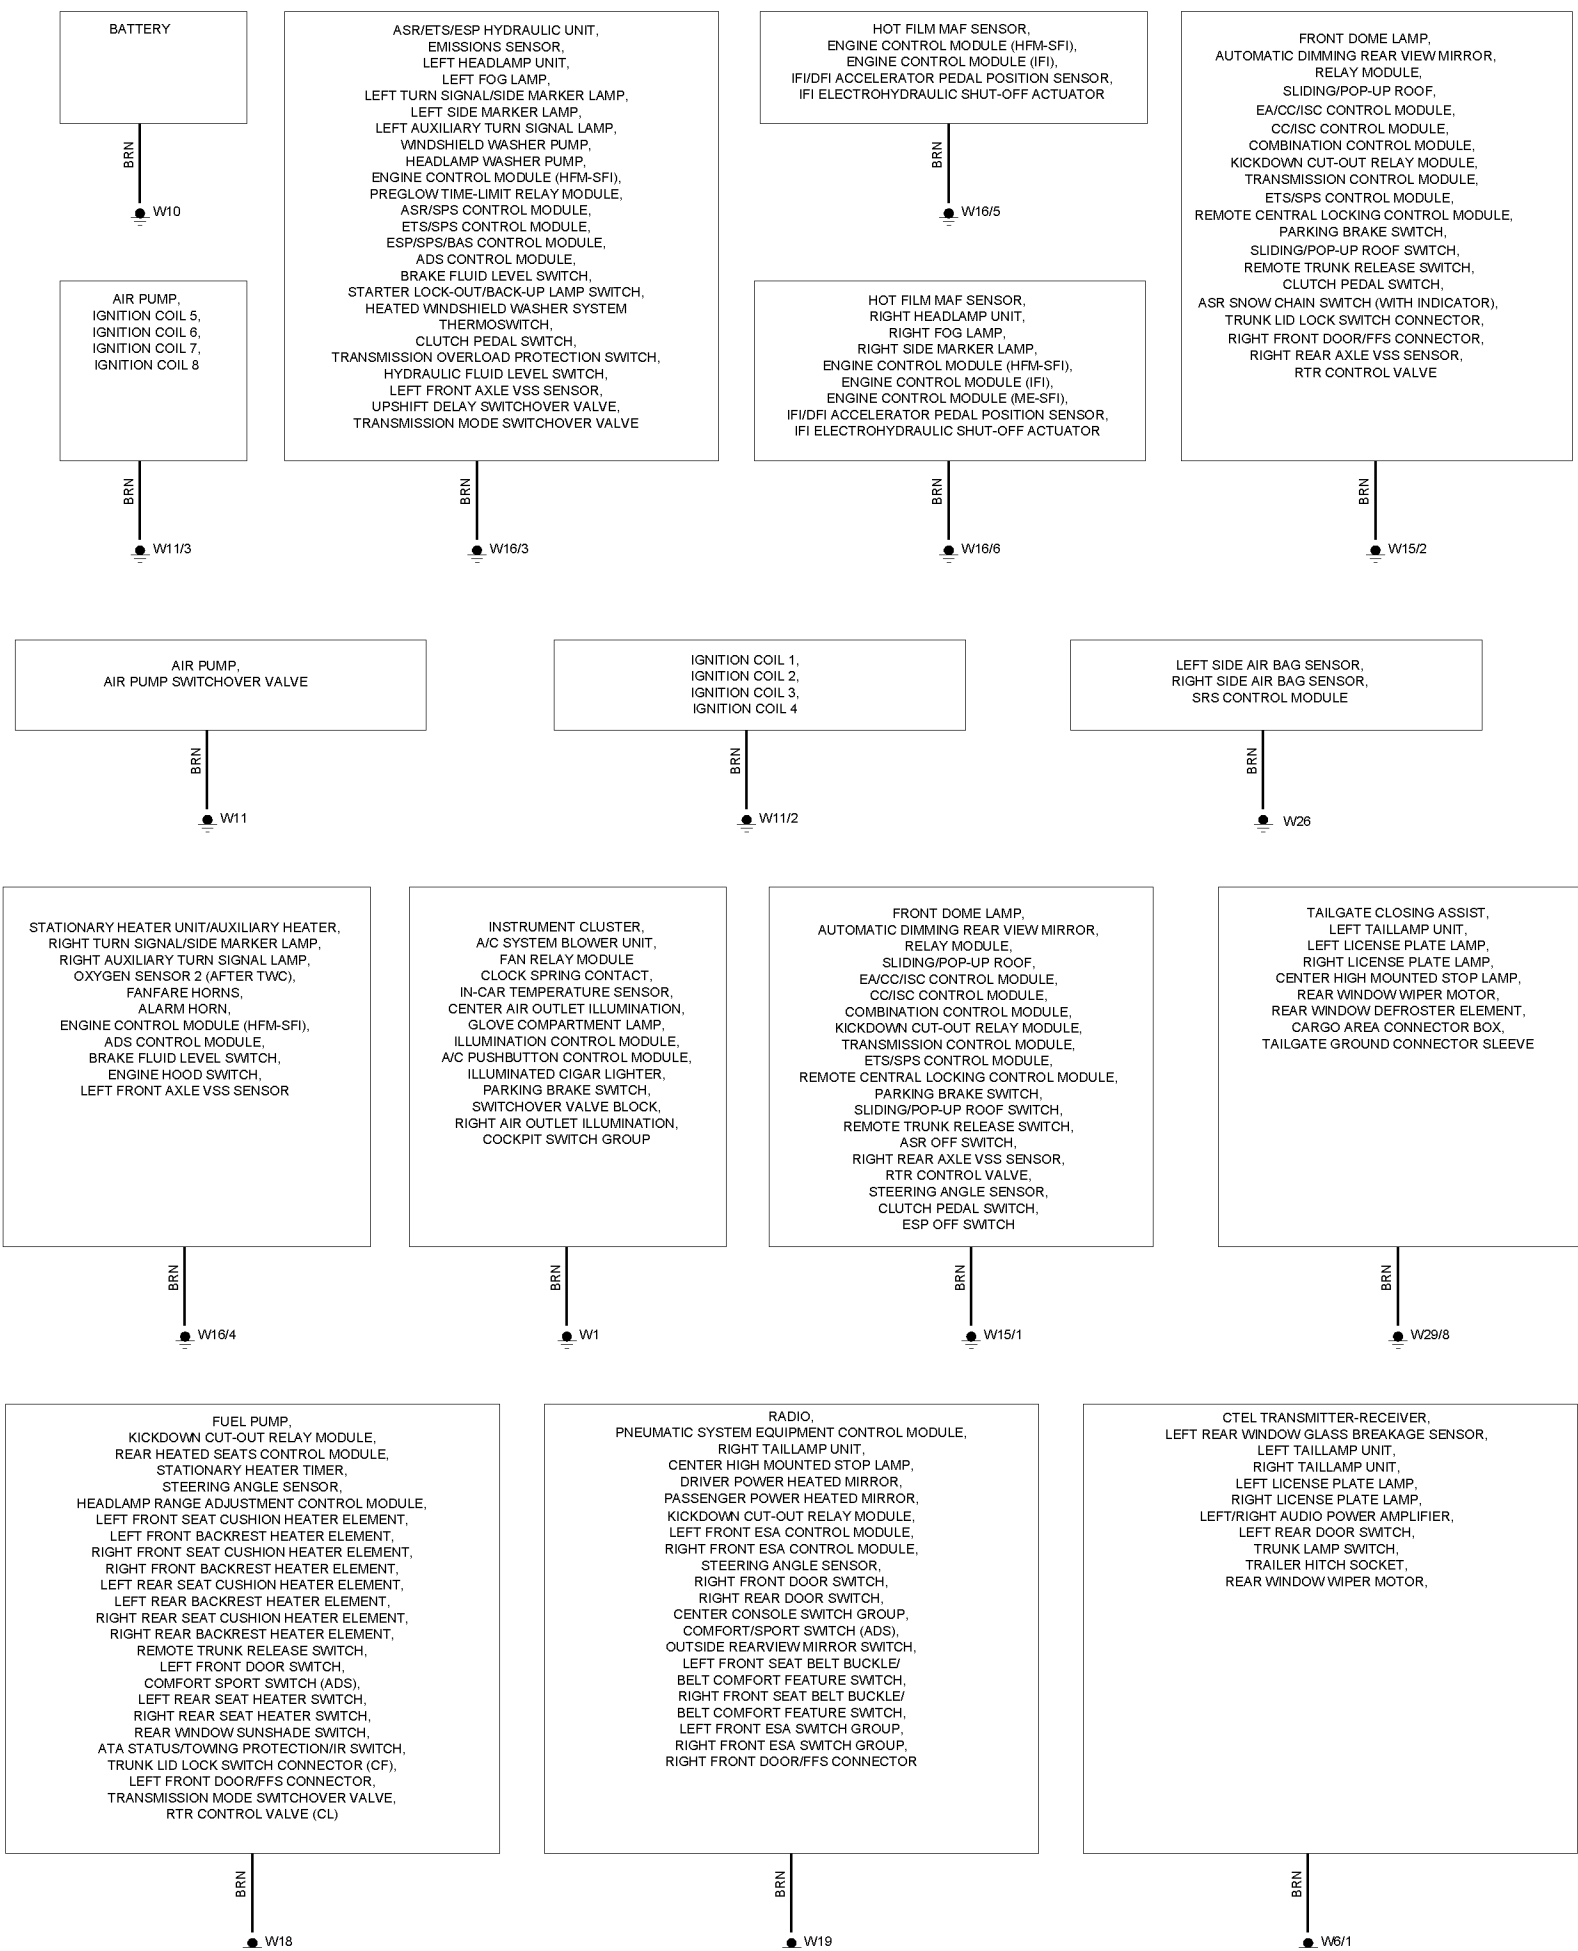 BATTERY
BRN
W10
ASR/ETS/ESP HYDRAULIC UNIT,
EMISSIONS SENSOR,
LEFT HEADLAMP UNIT,
LEFT FOG LAMP,
LEFT TURN SIGNAL/SIDE MARKER LAMP,
LEFT SIDE MARKER LAMP,
LEFT AUXILIARY TURN SIGNAL LAMP,
WINDSHIELD WASHER PUMP,
HEADLAMP WASHER PUMP,
ENGINE CONTROL MODULE (HFM-SFI),
PREGLOW TIME-LIMIT RELAY MODULE,
ASR/SPS CONTROL MODULE,
ETS/SPS CONTROL MODULE,
ESP/SPS/BAS CONTROL MODULE,
ADS CONTROL MODULE,
BRAKE FLUID LEVEL SWITCH,
STARTER LOCK-OUT/BACK-UP LAMP SWITCH,
HEATED WINDSHIELD WASHER SYSTEM
THERMOSWITCH,
CLUTCH PEDAL SWITCH,
TRANSMISSION OVERLOAD PROTECTION SWITCH,
HYDRAULIC FLUID LEVEL SWITCH,
LEFT FRONT AXLE VSS SENSOR,
UPSHIFT DELAY SWITCHOVER VALVE,
TRANSMISSION MODE SWITCHOVER VALVE
BRN
W16/3
HOT FILM MAF SENSOR,
ENGINE CONTROL MODULE (HFM-SFI),
ENGINE CONTROL MODULE (IFI),
IFI/DFI ACCELERATOR PEDAL POSITION SENSOR,
IFI ELECTROHYDRAULIC SHUT-OFF ACTUATOR
BRN
W16/5
FRONT DOME LAMP,
AUTOMATIC DIMMING REAR VIEW MIRROR,
RELAY MODULE,
SLIDING/POP-UP ROOF,
EA/CC/ISC CONTROL MODULE,
CC/ISC CONTROL MODULE,
COMBINATION CONTROL MODULE,
KICKDOWN CUT-OUT RELAY MODULE,
TRANSMISSION CONTROL MODULE,
ETS/SPS CONTROL MODULE,
REMOTE CENTRAL LOCKING CONTROL MODULE,
PARKING BRAKE SWITCH,
SLIDING/POP-UP ROOF SWITCH,
REMOTE TRUNK RELEASE SWITCH,
CLUTCH PEDAL SWITCH,
ASR SNOW CHAIN SWITCH (WITH INDICATOR),
TRUNK LID LOCK SWITCH CONNECTOR,
RIGHT FRONT DOOR/FFS CONNECTOR,
RIGHT REAR AXLE VSS SENSOR,
RTR CONTROL VALVE
BRN
W15/2
AIR PUMP,
IGNITION COIL 5,
IGNITION COIL 6,
IGNITION COIL 7,
IGNITION COIL 8
BRN
W11/3
HOT FILM MAF SENSOR,
RIGHT HEADLAMP UNIT,
RIGHT FOG LAMP,
RIGHT SIDE MARKER LAMP,
ENGINE CONTROL MODULE (HFM-SFI),
ENGINE CONTROL MODULE (IFI),
ENGINE CONTROL MODULE (ME-SFI),
IFI/DFI ACCELERATOR PEDAL POSITION SENSOR,
IFI ELECTROHYDRAULIC SHUT-OFF ACTUATOR
BRN
W16/6
AIR PUMP,
AIR PUMP SWITCHOVER VALVE
BRN
W11
IGNITION COIL 1,
IGNITION COIL 2,
IGNITION COIL 3,
IGNITION COIL 4
BRN
W11/2
LEFT SIDE AIR BAG SENSOR,
RIGHT SIDE AIR BAG SENSOR,
SRS CONTROL MODULE
BRN
W26
STATIONARY HEATER UNIT/AUXILIARY HEATER,
RIGHT TURN SIGNAL/SIDE MARKER LAMP,
RIGHT AUXILIARY TURN SIGNAL LAMP,
OXYGEN SENSOR 2 (AFTER TWC),
FANFARE HORNS,
ALARM HORN,
ENGINE CONTROL MODULE (HFM-SFI),
ADS CONTROL MODULE,
BRAKE FLUID LEVEL SWITCH,
ENGINE HOOD SWITCH,
LEFT FRONT AXLE VSS SENSOR
BRN
W16/4
INSTRUMENT CLUSTER,
A/C SYSTEM BLOWER UNIT,
FAN RELAY MODULE
CLOCK SPRING CONTACT,
IN-CAR TEMPERATURE SENSOR,
CENTER AIR OUTLET ILLUMINATION,
GLOVE COMPARTMENT LAMP,
ILLUMINATION CONTROL MODULE,
A/C PUSHBUTTON CONTROL MODULE,
ILLUMINATED CIGAR LIGHTER,
PARKING BRAKE SWITCH,
SWITCHOVER VALVE BLOCK,
RIGHT AIR OUTLET ILLUMINATION,
COCKPIT SWITCH GROUP
BRN
W1
FRONT DOME LAMP,
AUTOMATIC DIMMING REAR VIEW MIRROR,
RELAY MODULE,
SLIDING/POP-UP ROOF,
EA/CC/ISC CONTROL MODULE,
CC/ISC CONTROL MODULE,
COMBINATION CONTROL MODULE,
KICKDOWN CUT-OUT RELAY MODULE,
TRANSMISSION CONTROL MODULE,
ETS/SPS CONTROL MODULE,
REMOTE CENTRAL LOCKING CONTROL MODULE,
PARKING BRAKE SWITCH,
SLIDING/POP-UP ROOF SWITCH,
REMOTE TRUNK RELEASE SWITCH,
ASR OFF SWITCH,
RIGHT REAR AXLE VSS SENSOR,
RTR CONTROL VALVE,
STEERING ANGLE SENSOR,
CLUTCH PEDAL SWITCH,
ESP OFF SWITCH
BRN
W15/1
TAILGATE CLOSING ASSIST,
LEFT TAILLAMP UNIT,
LEFT LICENSE PLATE LAMP,
RIGHT LICENSE PLATE LAMP,
CENTER HIGH MOUNTED STOP LAMP,
REAR WINDOW WIPER MOTOR,
REAR WINDOW DEFROSTER ELEMENT,
CARGO AREA CONNECTOR BOX,
TAILGATE GROUND CONNECTOR SLEEVE
BRN
W29/8
FUEL PUMP,
KICKDOWN CUT-OUT RELAY MODULE,
REAR HEATED SEATS CONTROL MODULE,
STATIONARY HEATER TIMER,
STEERING ANGLE SENSOR,
HEADLAMP RANGE ADJUSTMENT CONTROL MODULE,
LEFT FRONT SEAT CUSHION HEATER ELEMENT,
LEFT FRONT BACKREST HEATER ELEMENT,
RIGHT FRONT SEAT CUSHION HEATER ELEMENT,
RIGHT FRONT BACKREST HEATER ELEMENT,
LEFT REAR SEAT CUSHION HEATER ELEMENT,
LEFT REAR BACKREST HEATER ELEMENT,
RIGHT REAR SEAT CUSHION HEATER ELEMENT,
RIGHT REAR BACKREST HEATER ELEMENT,
REMOTE TRUNK RELEASE SWITCH,
LEFT FRONT DOOR SWITCH,
COMFORT SPORT SWITCH (ADS),
LEFT REAR SEAT HEATER SWITCH,
RIGHT REAR SEAT HEATER SWITCH,
REAR WINDOW SUNSHADE SWITCH,
ATA STATUS/TOWING PROTECTION/IR SWITCH,
TRUNK LID LOCK SWITCH CONNECTOR (CF),
LEFT FRONT DOOR/FFS CONNECTOR,
TRANSMISSION MODE SWITCHOVER VALVE,
RTR CONTROL VALVE (CL)
BRN
W18
RADIO,
PNEUMATIC SYSTEM EQUIPMENT CONTROL MODULE,
RIGHT TAILLAMP UNIT,
CENTER HIGH MOUNTED STOP LAMP,
DRIVER POWER HEATED MIRROR,
PASSENGER POWER HEATED MIRROR,
KICKDOWN CUT-OUT RELAY MODULE,
LEFT FRONT ESA CONTROL MODULE,
RIGHT FRONT ESA CONTROL MODULE,
STEERING ANGLE SENSOR,
RIGHT FRONT DOOR SWITCH,
RIGHT REAR DOOR SWITCH,
CENTER CONSOLE SWITCH GROUP,
COMFORT/SPORT SWITCH (ADS),
OUTSIDE REARVIEW MIRROR SWITCH,
LEFT FRONT SEAT BELT BUCKLE/
BELT COMFORT FEATURE SWITCH,
RIGHT FRONT SEAT BELT BUCKLE/
BELT COMFORT FEATURE SWITCH,
LEFT FRONT ESA SWITCH GROUP,
RIGHT FRONT ESA SWITCH GROUP,
RIGHT FRONT DOOR/FFS CONNECTOR
BRN
W19
CTEL TRANSMITTER-RECEIVER,
LEFT REAR WINDOW GLASS BREAKAGE SENSOR,
LEFT TAILLAMP UNIT,
RIGHT TAILLAMP UNIT,
LEFT LICENSE PLATE LAMP,
RIGHT LICENSE PLATE LAMP,
LEFT/RIGHT AUDIO POWER AMPLIFIER,
LEFT REAR DOOR SWITCH,
TRUNK LAMP SWITCH,
TRAILER HITCH SOCKET,
REAR WINDOW WIPER MOTOR,
BRN
W6/1